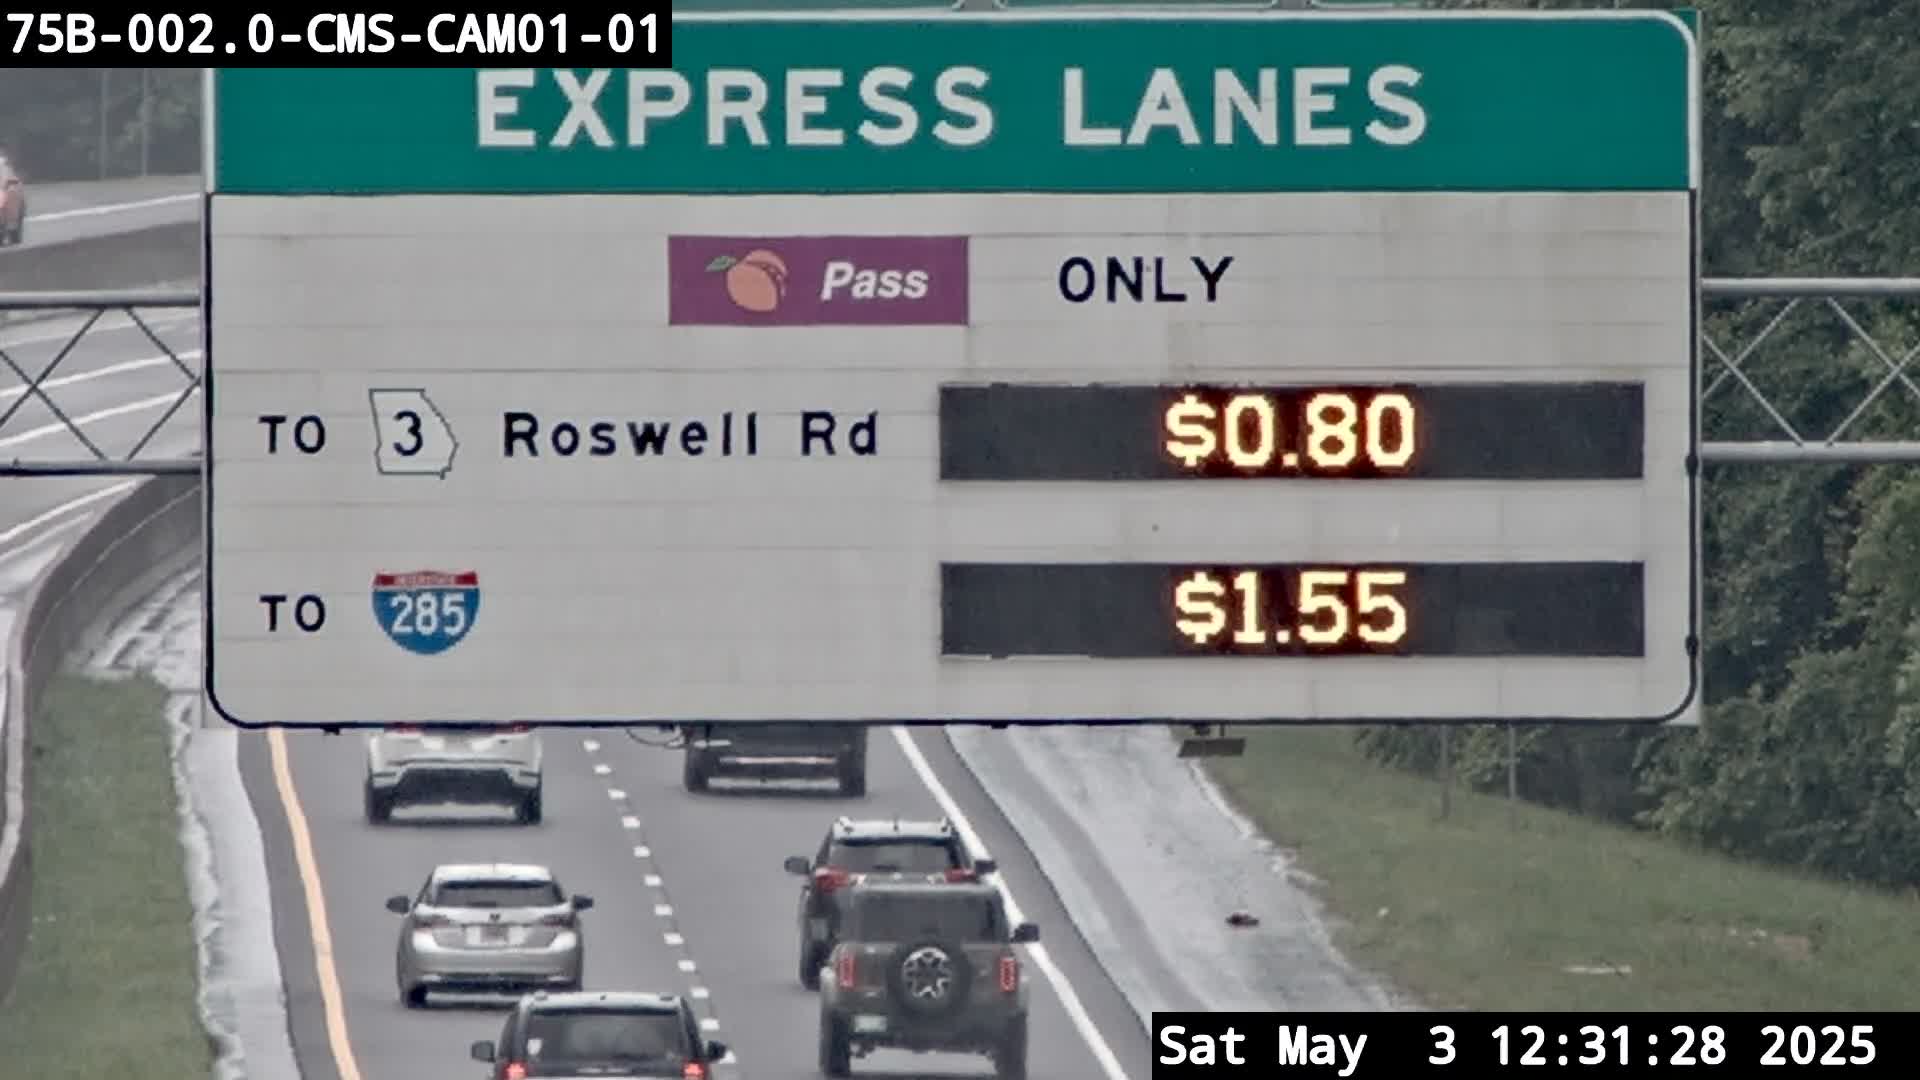 75B-002.0-CMS-CAM01-01
EXPRESS LANES
Pass ONLY
TO 3 Roswell Rd $0.80
INTERSTATE
TO 285 $1.55
Sat May 3 12:31:28 2025